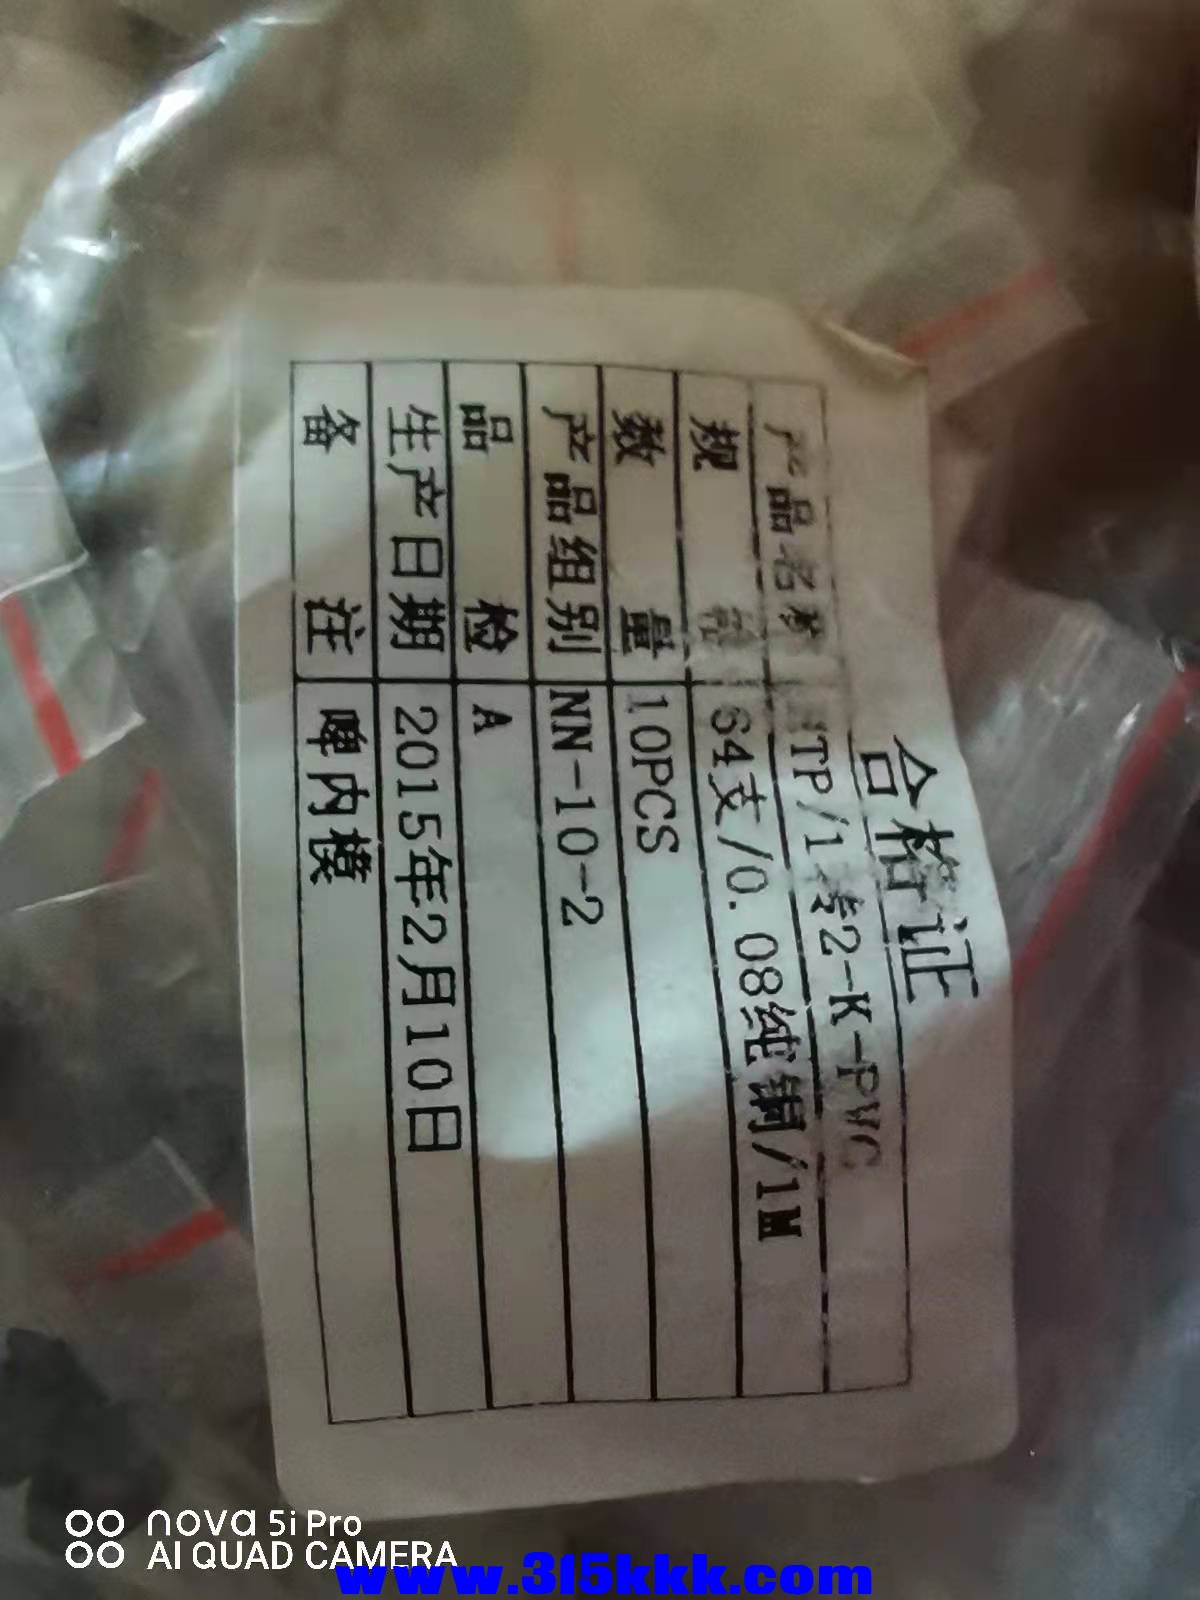 合格证
产品名称 TP/1转2-K-PVC
规格 64支/0.08纯铜/1M
数量 10PCS
产品组别 NN-10-2
品检 A
生产日期 2015年2月10日
备注 啤内模
nova 5i Pro
AI QUAD CAMERA
www.315kkk.com